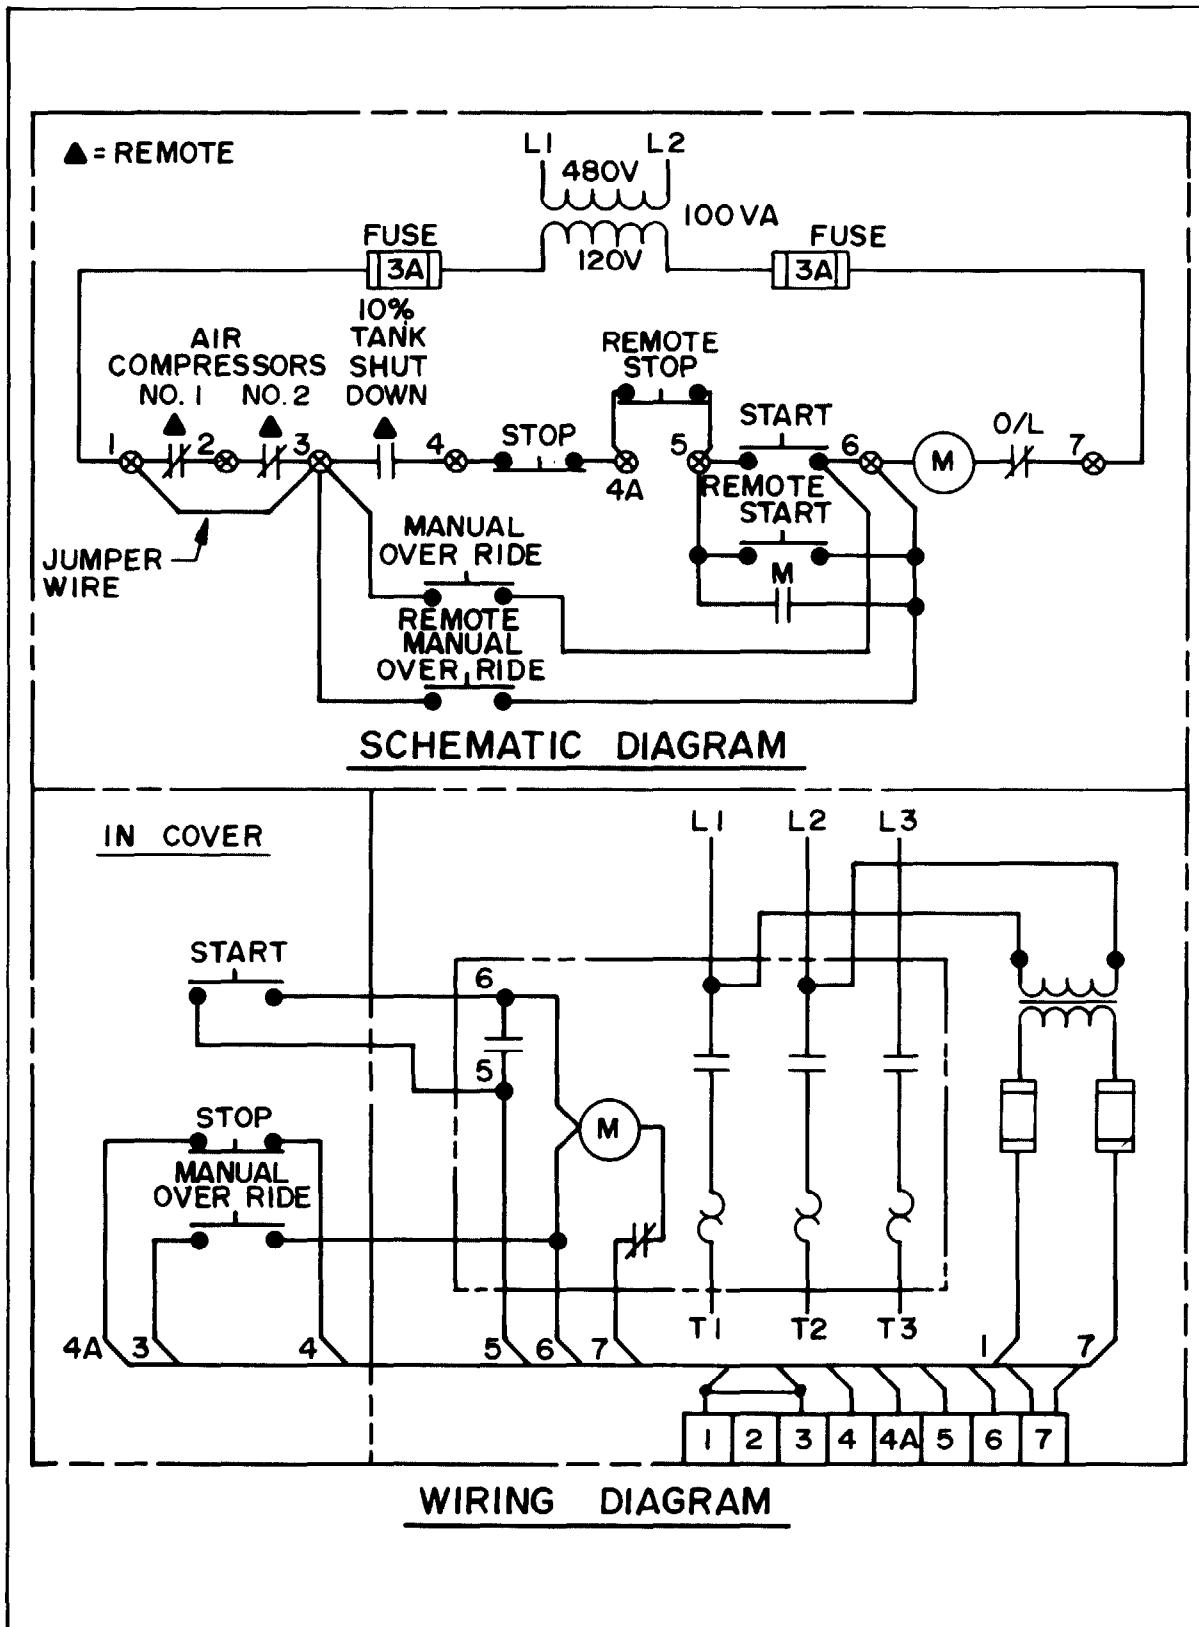 ▲ = REMOTE
L1 L2
480V
100 VA
120V
FUSE
3A
FUSE
3A
AIR
COMPRESSORS
NO. 1 NO. 2
10%
TANK
SHUT
DOWN
REMOTE
STOP
START
O/L
1 2 3 4 STOP 4A 5 6 M 7
REMOTE
START
M
JUMPER
WIRE
MANUAL
OVER RIDE
REMOTE
MANUAL
OVER RIDE
SCHEMATIC DIAGRAM
IN COVER
L1 L2 L3
START
6
5
STOP
M
MANUAL
OVER RIDE
T1 T2 T3
4A 3 4 5 6 7 1 7
1 2 3 4 4A 5 6 7
WIRING DIAGRAM